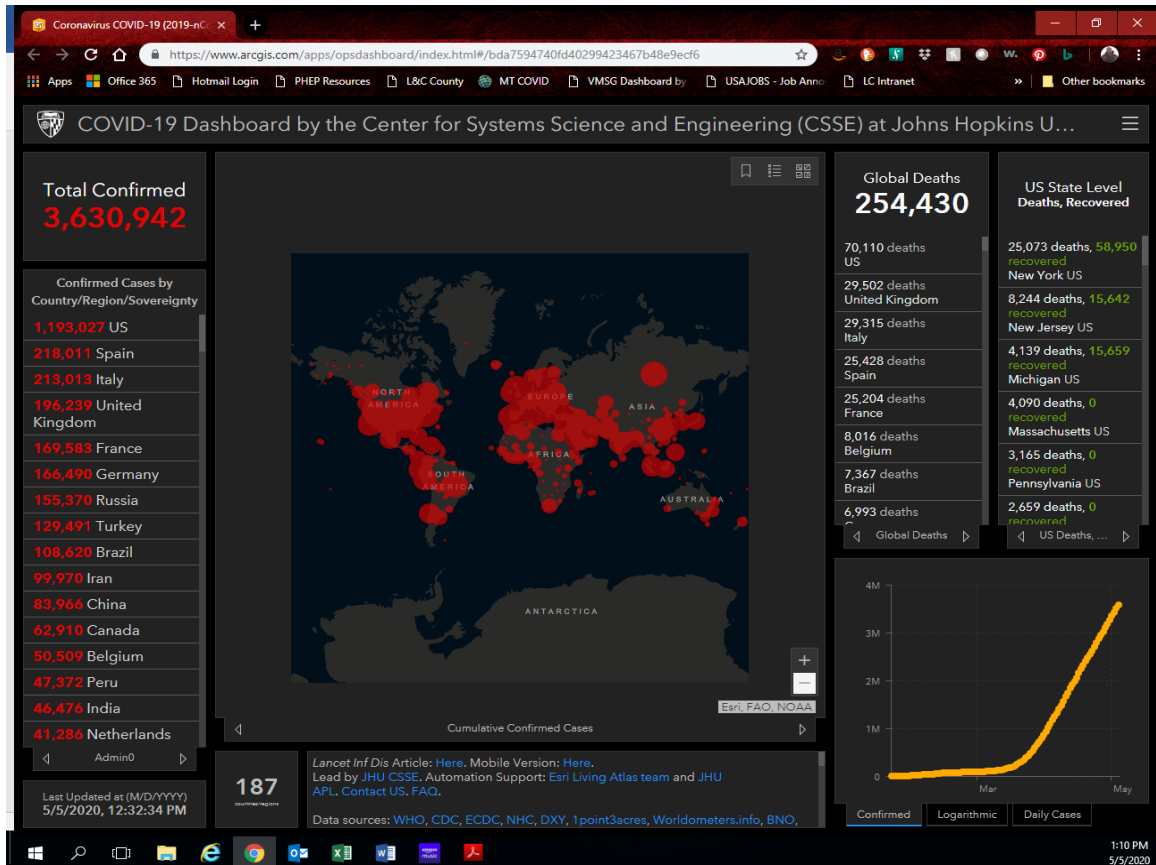 Coronavirus COVID-19 (2019-nC
https://www.arcgis.com/apps/opsdashboard/index.html#/bda7594740fd40299423467b48e9ecf6
Apps Office 365 Hotmail Login PHEP Resources L&C County MT COVID VMSG Dashboard by USAJOBS - Job Anno LC Intranet » Other bookmarks
COVID-19 Dashboard by the Center for Systems Science and Engineering (CSSE) at Johns Hopkins U...
Total Confirmed
3,630,942
Confirmed Cases by
Country/Region/Sovereignty
1,193,027 US
218,011 Spain
213,013 Italy
196,239 United
Kingdom
169,583 France
166,490 Germany
155,370 Russia
129,491 Turkey
108,620 Brazil
99,970 Iran
83,966 China
62,910 Canada
50,509 Belgium
47,372 Peru
46,476 India
41,286 Netherlands
Admin0
Last Updated at (M/D/YYYY)
5/5/2020, 12:32:34 PM
NORTH
AMERICA
EUROPE
ASIA
AFRICA
SOUTH
AMERICA
AUSTRALIA
ANTARCTICA
+
−
Esri, FAO, NOAA
Cumulative Confirmed Cases
187
countries/regions
Lancet Inf Dis Article: Here. Mobile Version: Here.
Lead by JHU CSSE. Automation Support: Esri Living Atlas team and JHU
APL. Contact US. FAQ.
Data sources: WHO, CDC, ECDC, NHC, DXY, 1point3acres, Worldometers.info, BNO,
Global Deaths
254,430
70,110 deaths
US
29,502 deaths
United Kingdom
29,315 deaths
Italy
25,428 deaths
Spain
25,204 deaths
France
8,016 deaths
Belgium
7,367 deaths
Brazil
6,993 deaths
Global Deaths
US State Level
Deaths, Recovered
25,073 deaths, 58,950
recovered
New York US
8,244 deaths, 15,642
recovered
New Jersey US
4,139 deaths, 15,659
recovered
Michigan US
4,090 deaths, 0
recovered
Massachusetts US
3,165 deaths, 0
recovered
Pennsylvania US
2,659 deaths, 0
recovered
US Deaths, ...
4M
3M
2M
1M
0
Mar
May
Confirmed Logarithmic Daily Cases
1:10 PM
5/5/2020